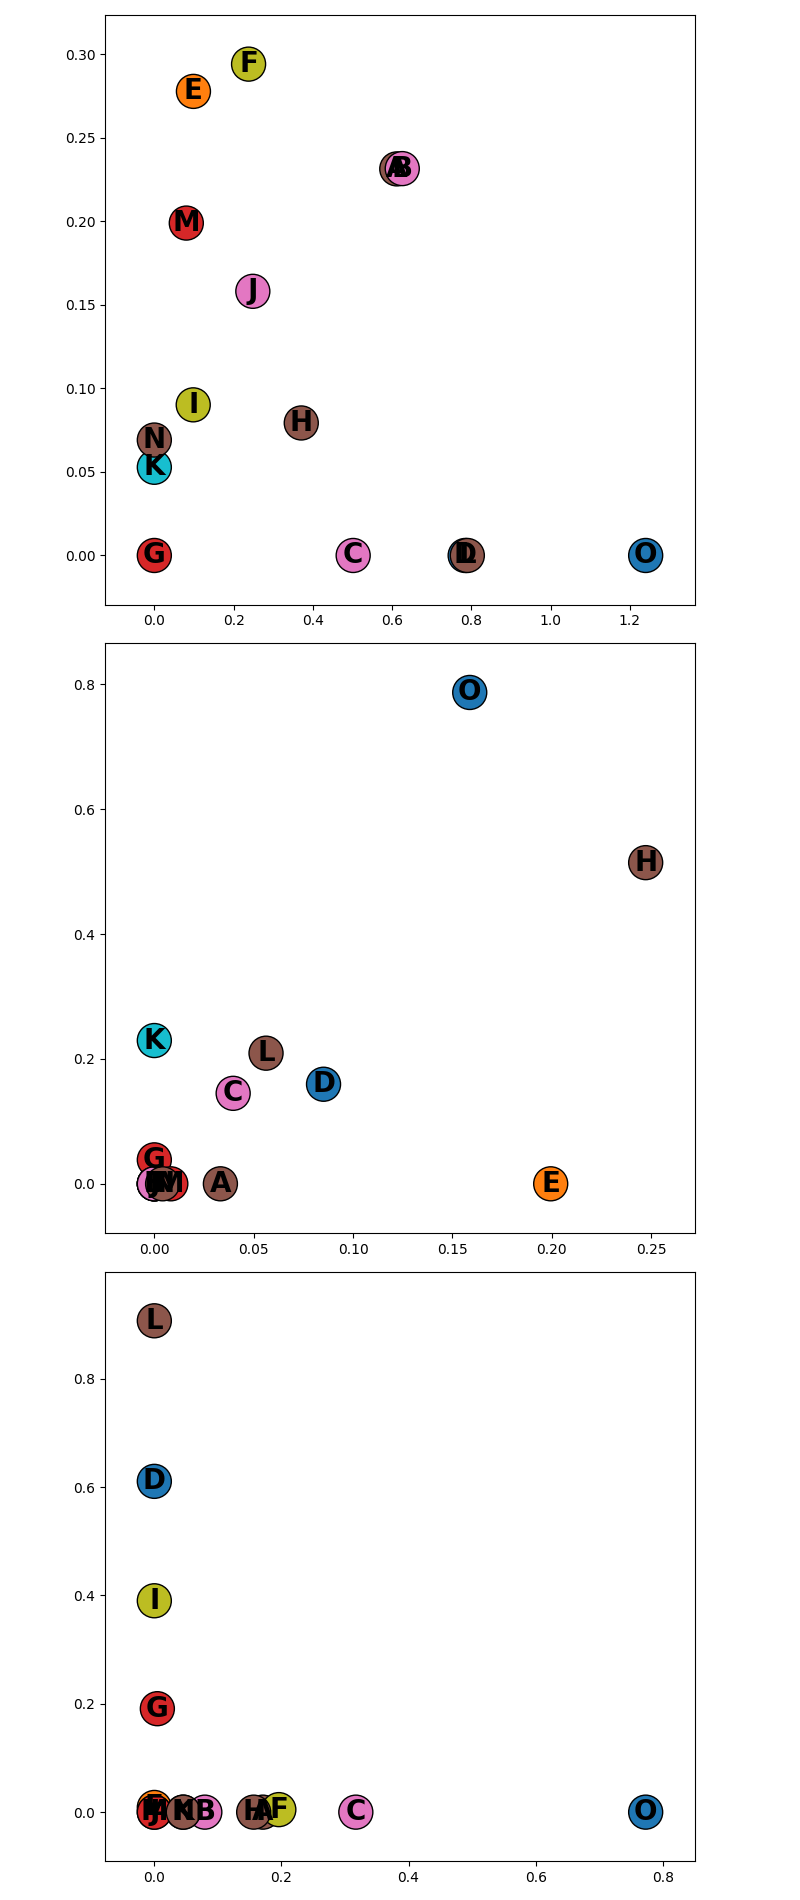 0.30
F
E
0.25
A B
0.20
M
0.15
J
0.10
I
H
N
0.05
K
0.00
G C D L O
0.0 0.2 0.4 0.6 0.8 1.0 1.2
0.8
O
0.6
H
0.4
K
0.2
L
D
C
G
0.0
J M A E
0.00 0.05 0.10 0.15 0.20 0.25
L
0.8
D
0.6
0.4
I
0.2
G
0.0
E
J M K N B H A F C O
0.0 0.2 0.4 0.6 0.8